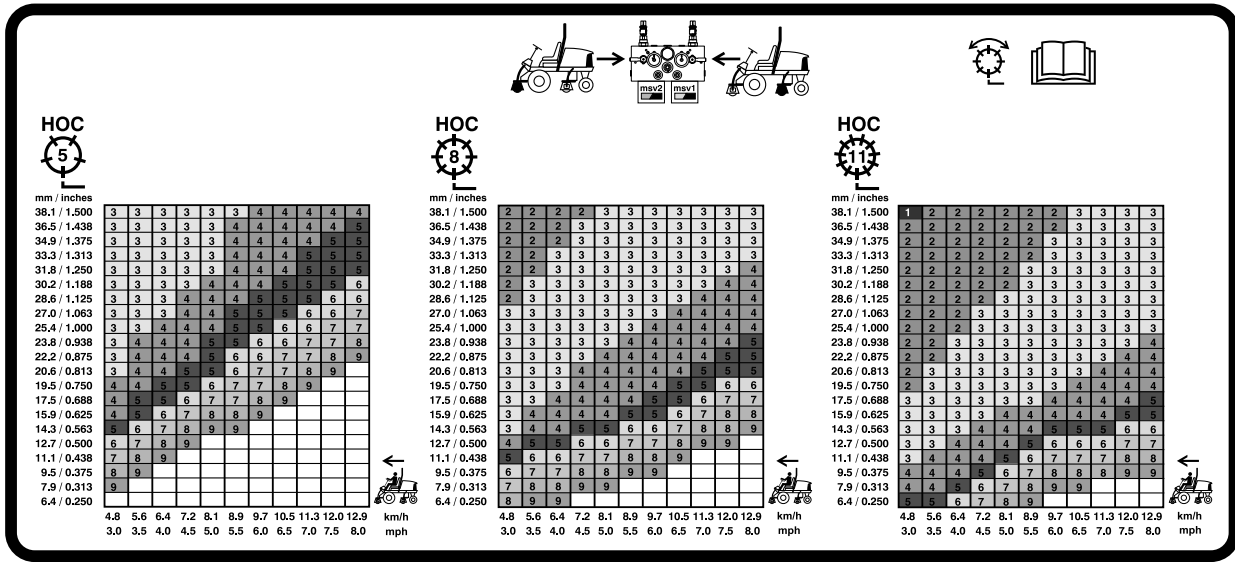 msv2
msv1
HOC
5
mm / inches
38.1 / 1.500 3 3 3 3 3 3 4 4 4 4 4
36.5 / 1.438 3 3 3 3 3 4 4 4 4 4 5
34.9 / 1.375 3 3 3 3 3 4 4 4 4 5 5
33.3 / 1.313 3 3 3 3 3 4 4 4 5 5 5
31.8 / 1.250 3 3 3 3 3 4 4 4 5 5 5
30.2 / 1.188 3 3 3 3 4 4 4 5 5 5 6
28.6 / 1.125 3 3 3 4 4 4 5 5 5 6 6
27.0 / 1.063 3 3 3 4 4 5 5 5 6 6 7
25.4 / 1.000 3 3 4 4 4 5 5 6 6 7 7
23.8 / 0.938 3 4 4 4 5 5 6 6 7 7 8
22.2 / 0.875 3 4 4 4 5 6 6 7 7 8 9
20.6 / 0.813 3 4 4 5 5 6 7 7 8 9
19.5 / 0.750 4 4 5 5 6 7 7 8 9
17.5 / 0.688 4 5 5 6 7 7 8 9
15.9 / 0.625 4 5 6 7 7 8 9
14.3 / 0.563 5 6 7 8 9 9
12.7 / 0.500 6 7 8 9
11.1 / 0.438 7 8 9
9.5 / 0.375 8 9
7.9 / 0.313 9
6.4 / 0.250
4.8 5.6 6.4 7.2 8.1 8.9 9.7 10.5 11.3 12.0 12.9 km/h
3.0 3.5 4.0 4.5 5.0 5.5 6.0 6.5 7.0 7.5 8.0 mph
HOC
8
mm / inches
38.1 / 1.500 2 2 2 2 3 3 3 3 3 3 3
36.5 / 1.438 2 2 2 3 3 3 3 3 3 3 3
34.9 / 1.375 2 2 2 3 3 3 3 3 3 3 3
33.3 / 1.313 2 2 3 3 3 3 3 3 3 3 3
31.8 / 1.250 2 2 3 3 3 3 3 3 3 3 4
30.2 / 1.188 2 3 3 3 3 3 3 3 3 4 4
28.6 / 1.125 2 3 3 3 3 3 3 3 4 4 4
27.0 / 1.063 3 3 3 3 3 3 3 4 4 4 4
25.4 / 1.000 3 3 3 3 3 3 4 4 4 4 4
23.8 / 0.938 3 3 3 3 3 4 4 4 4 4 5
22.2 / 0.875 3 3 3 3 4 4 4 4 4 5 5
20.6 / 0.813 3 3 3 4 4 4 4 4 5 5 5
19.5 / 0.750 3 3 3 4 4 4 4 5 5 6 6
17.5 / 0.688 3 3 3 4 4 4 5 5 6 7 7
15.9 / 0.625 3 4 4 4 4 5 5 6 7 8 8
14.3 / 0.563 3 4 4 5 5 6 6 7 8 8 9
12.7 / 0.500 4 5 5 6 6 7 7 8 9 9
11.1 / 0.438 5 6 6 7 7 8 8 9
9.5 / 0.375 6 7 7 8 8 9 9
7.9 / 0.313 7 7 8 9 9
6.4 / 0.250 8 9 9
4.8 5.6 6.4 7.2 8.1 8.9 9.7 10.5 11.3 12.0 12.9 km/h
3.0 3.5 4.0 4.5 5.0 5.5 6.0 6.5 7.0 7.5 8.0 mph
HOC
11
mm / inches
38.1 / 1.500 1 2 2 2 2 2 2 3 3 3 3
36.5 / 1.438 2 2 2 2 2 2 2 3 3 3 3
34.9 / 1.375 2 2 2 2 2 2 3 3 3 3 3
33.3 / 1.313 2 2 2 2 2 2 3 3 3 3 3
31.8 / 1.250 2 2 2 2 2 3 3 3 3 3 3
30.2 / 1.188 2 2 2 2 3 3 3 3 3 3 3
28.6 / 1.125 2 2 2 2 3 3 3 3 3 3 3
27.0 / 1.063 2 2 2 3 3 3 3 3 3 3 3
25.4 / 1.000 2 2 2 3 3 3 3 3 3 3 3
23.8 / 0.938 2 2 3 3 3 3 3 3 3 3 4
22.2 / 0.875 2 2 3 3 3 3 3 3 3 4 4
20.6 / 0.813 2 3 3 3 3 3 3 3 4 4 4
19.5 / 0.750 2 3 3 3 3 3 3 4 4 4 4
17.5 / 0.688 3 3 3 3 3 3 4 4 4 4 5
15.9 / 0.625 3 3 3 3 4 4 4 4 4 5 5
14.3 / 0.563 3 3 3 4 4 4 5 5 5 6 6
12.7 / 0.500 3 3 4 4 4 5 6 6 6 7 7
11.1 / 0.438 3 4 4 4 5 6 7 7 8 8 8
9.5 / 0.375 4 4 4 5 6 7 8 8 8 9 9
7.9 / 0.313 4 4 5 6 7 8 9 9
6.4 / 0.250 5 5 6 7 8 9
4.8 5.6 6.4 7.2 8.1 8.9 9.7 10.5 11.3 12.0 12.9 km/h
3.0 3.5 4.0 4.5 5.0 5.5 6.0 6.5 7.0 7.5 8.0 mph